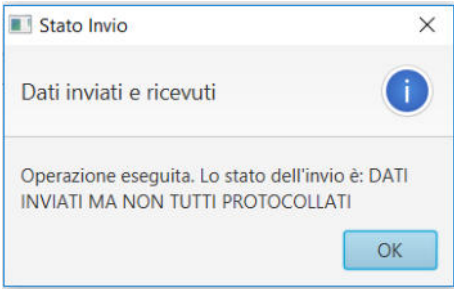 Stato Invio
Dati inviati e ricevuti
Operazione eseguita. Lo stato dell'invio è: DATI
INVIATI MA NON TUTTI PROTOCOLLATI
OK